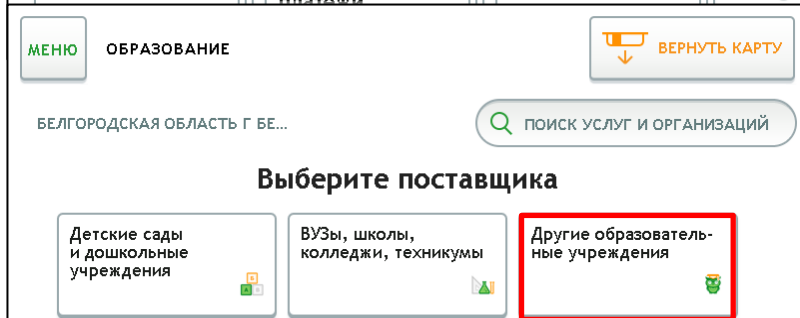 платежи
МЕНЮ
ОБРАЗОВАНИЕ
ВЕРНУТЬ КАРТУ
БЕЛГОРОДСКАЯ ОБЛАСТЬ Г БЕ...
ПОИСК УСЛУГ И ОРГАНИЗАЦИЙ
Выберите поставщика
Детские сады
и дошкольные
учреждения
ВУЗы, школы,
колледжи, техникумы
Другие образователь-
ные учреждения